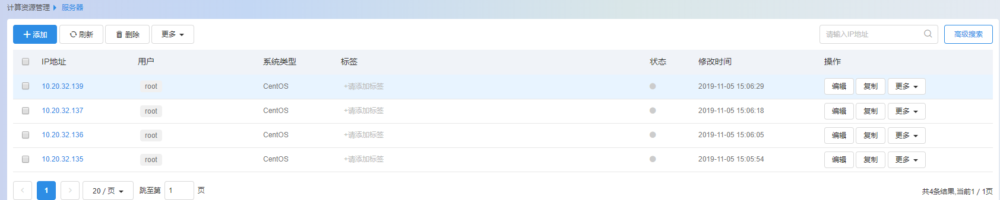 计算资源管理 服务器
添加 刷新 删除 更多 请输入IP地址 高级搜索
IP地址 用户 系统类型 标签 状态 修改时间 操作
10.20.32.139 root CentOS +请添加标签 2019-11-05 15:06:29 编辑 复制 更多
10.20.32.137 root CentOS +请添加标签 2019-11-05 15:06:18 编辑 复制 更多
10.20.32.136 root CentOS +请添加标签 2019-11-05 15:06:05 编辑 复制 更多
10.20.32.135 root CentOS +请添加标签 2019-11-05 15:05:54 编辑 复制 更多
1 20 / 页 跳至第 1 页 共4条结果,当前1 / 1页